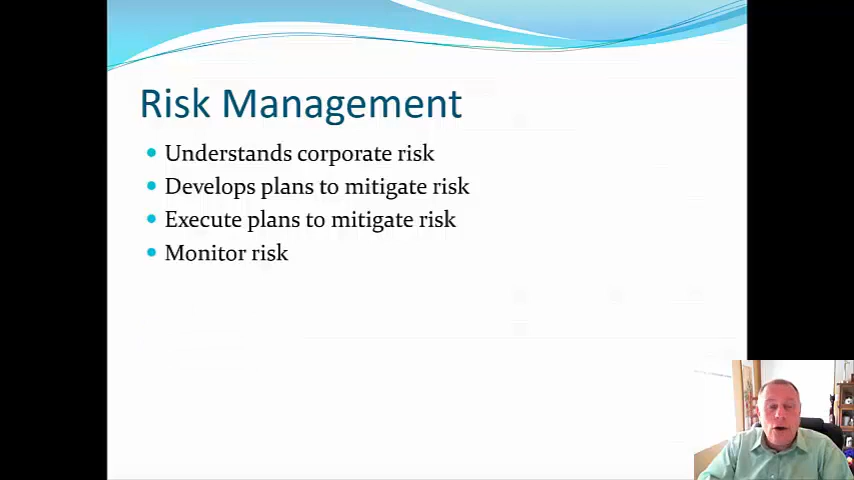 Risk Management
Understands corporate risk
Develops plans to mitigate risk
Execute plans to mitigate risk
Monitor risk